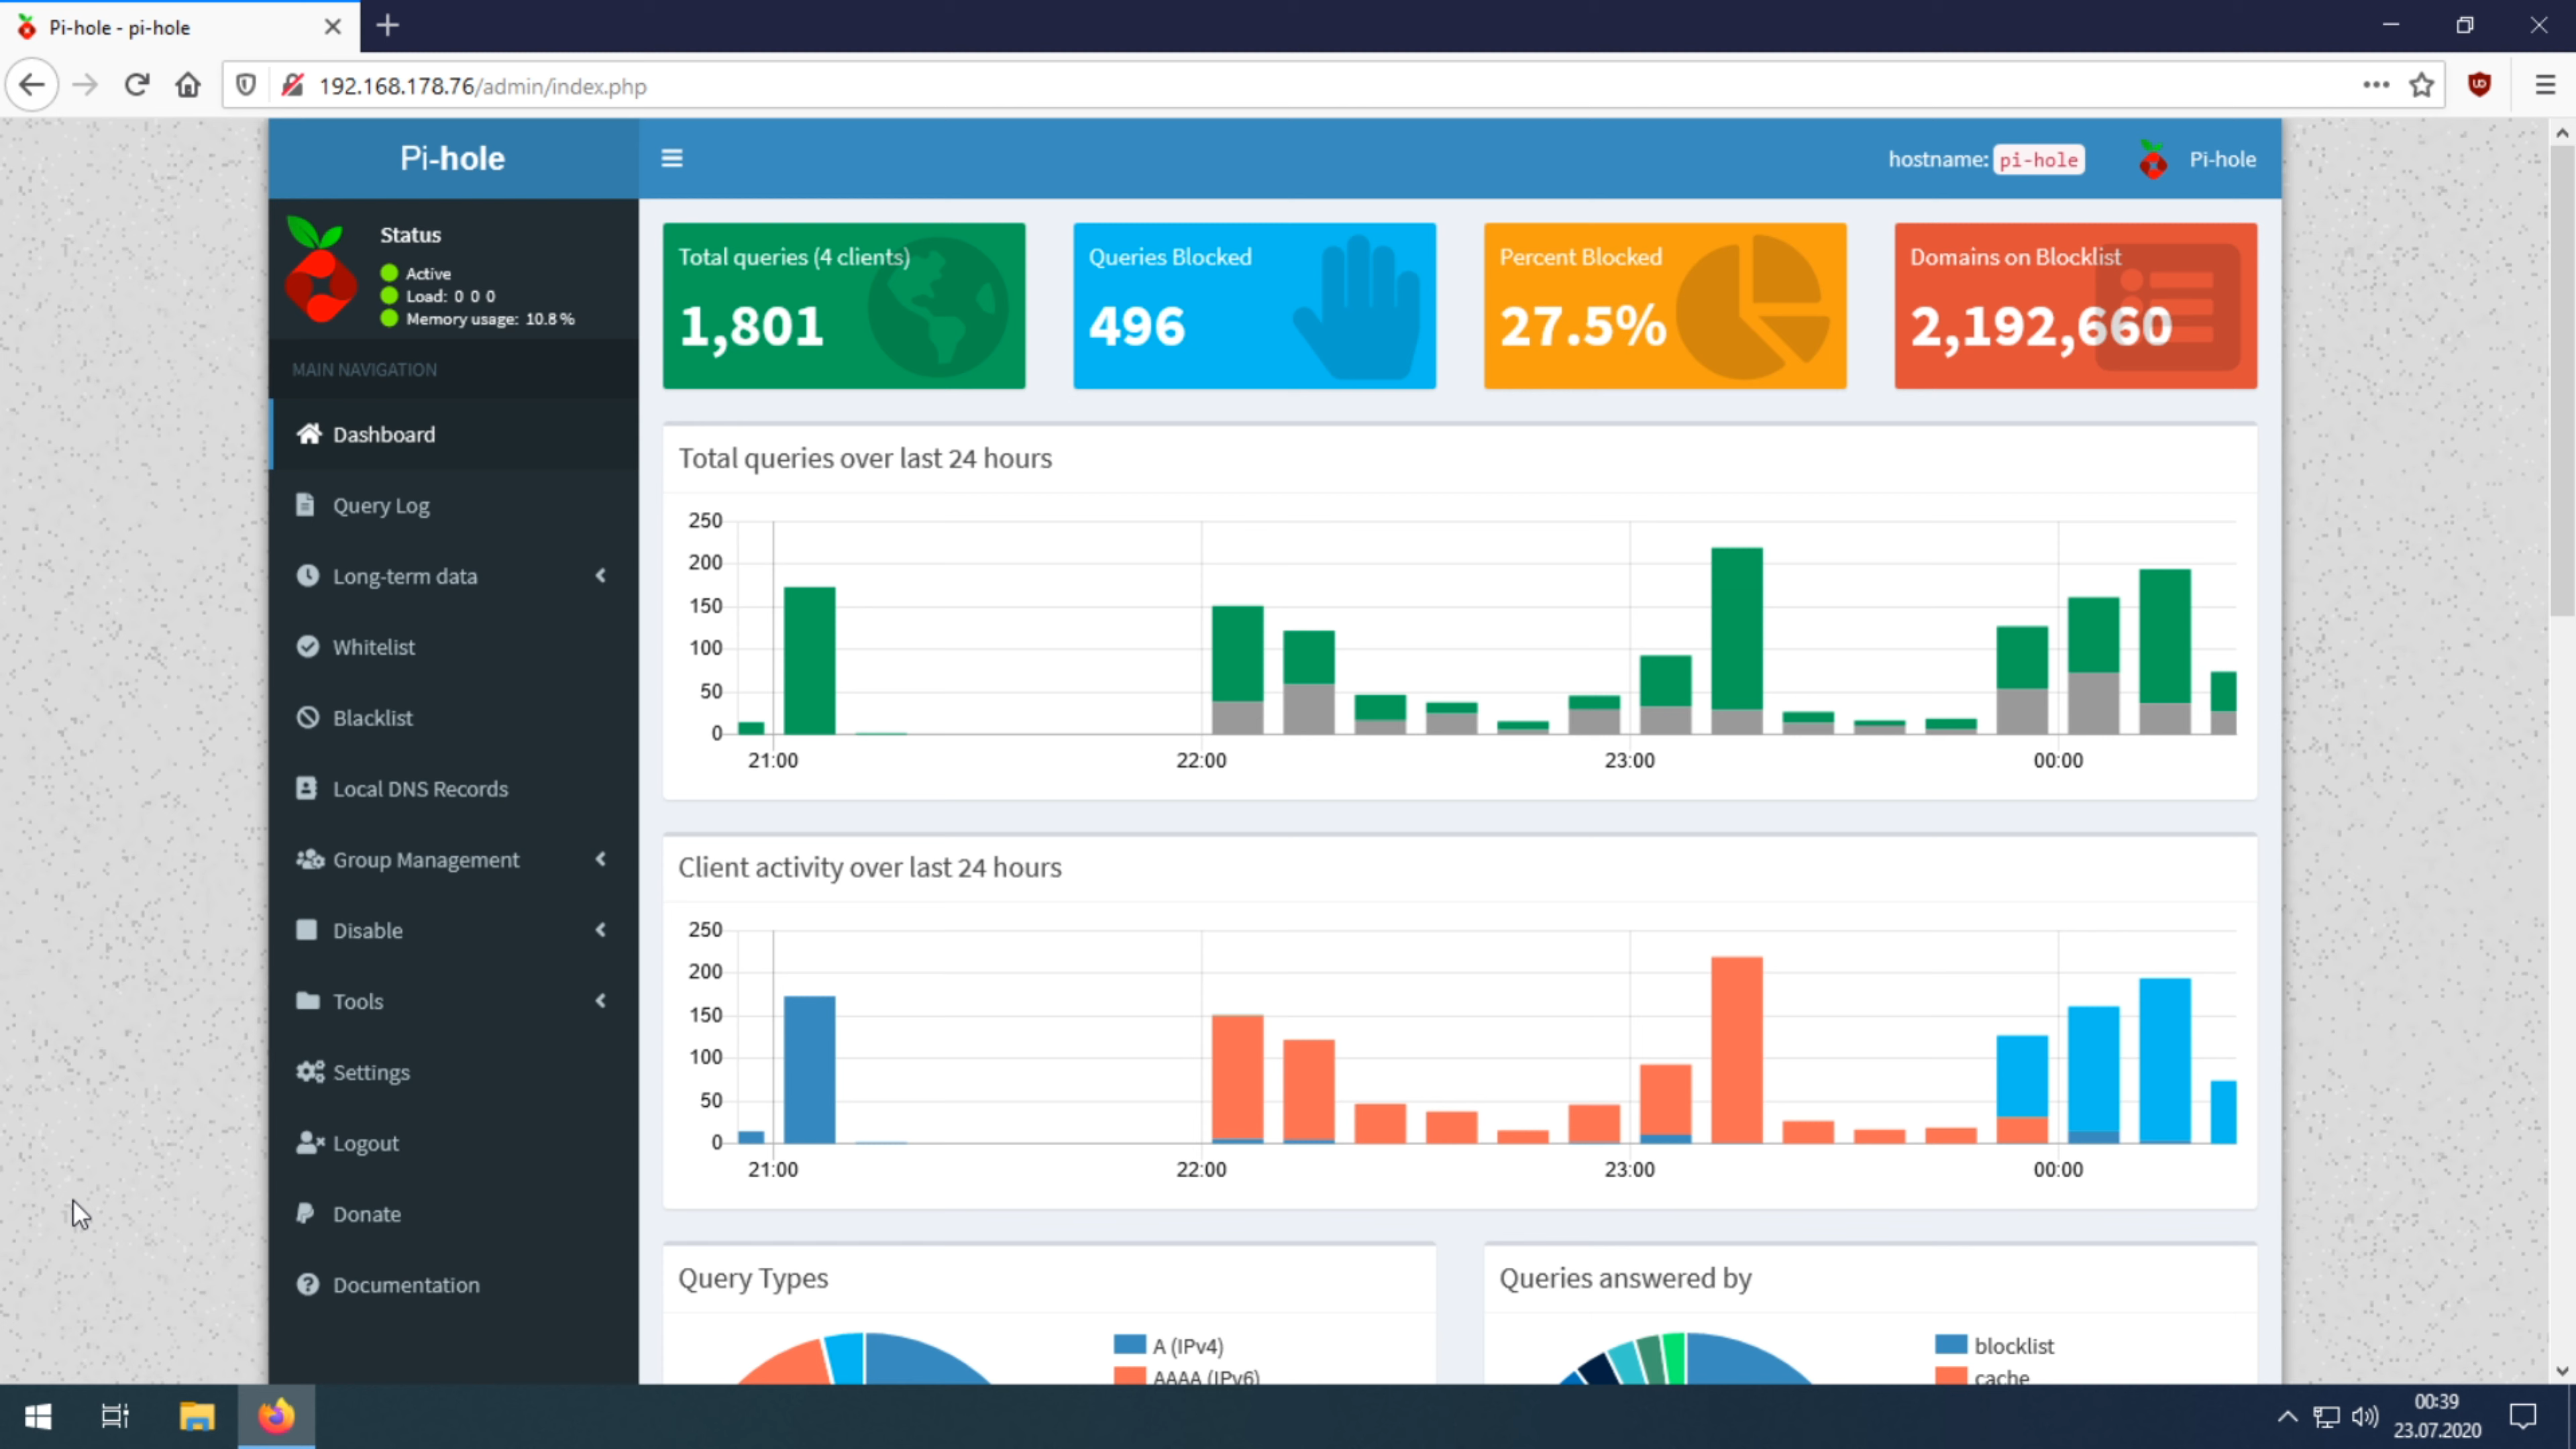 Pi-hole - pi-hole
192.168.178.76/admin/index.php
Pi-hole
hostname: pi-hole
Pi-hole
Status
Active
Load: 0 0 0
Memory usage: 10.8 %
MAIN NAVIGATION
Dashboard
Query Log
Long-term data
Whitelist
Blacklist
Local DNS Records
Group Management
Disable
Tools
Settings
Logout
Donate
Documentation
Total queries (4 clients)
1,801
Queries Blocked
496
Percent Blocked
27.5%
Domains on Blocklist
2,192,660
Total queries over last 24 hours
250
200
150
100
50
0
21:00 22:00 23:00 00:00
Client activity over last 24 hours
250
200
150
100
50
0
21:00 22:00 23:00 00:00
Query Types
A (IPv4)
AAAA (IPv6)
Queries answered by
blocklist
cache
00:39
23.07.2020